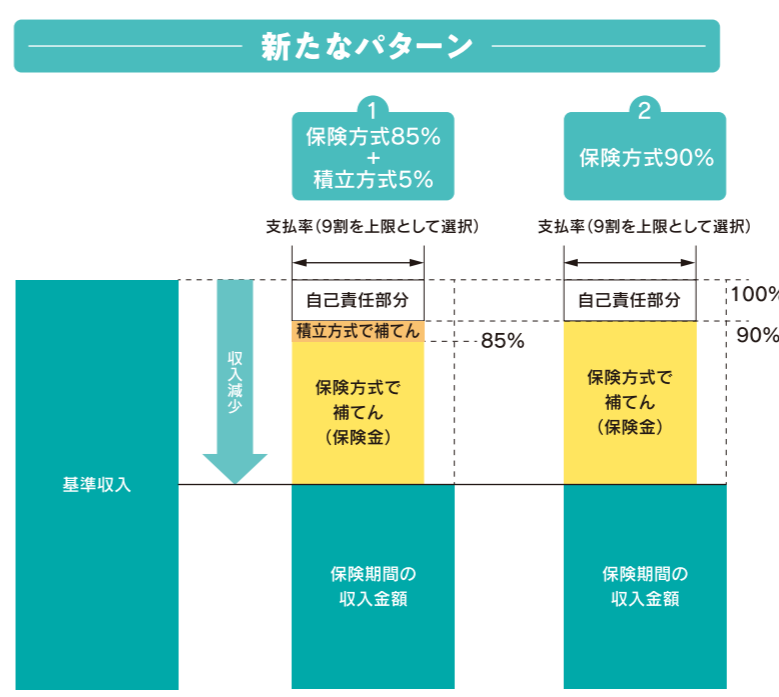 新たなパターン
1
保険方式85%
+
積立方式5%
2
保険方式90%
支払率(9割を上限として選択)
支払率(9割を上限として選択)
自己責任部分
自己責任部分
100%
積立方式で補てん
85%
90%
収入減少
保険方式で
補てん
(保険金)
保険方式で
補てん
(保険金)
基準収入
保険期間の
収入金額
保険期間の
収入金額